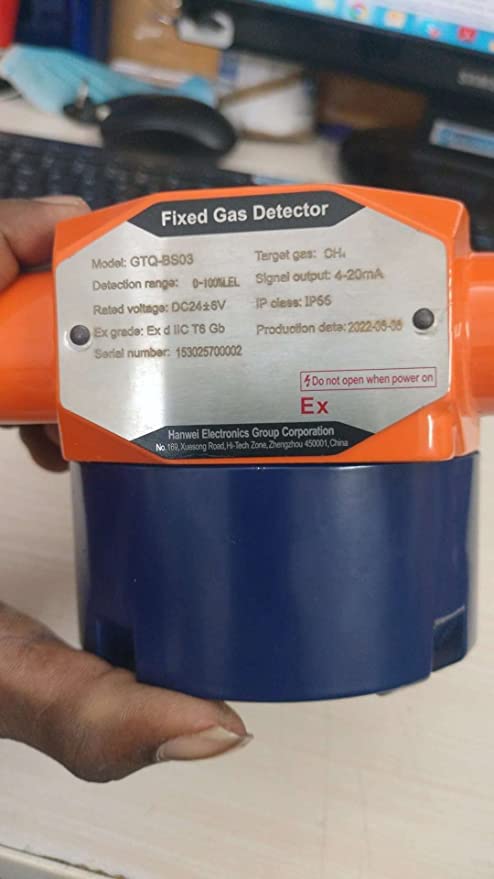 Fixed Gas Detector
Model: GTQ-BS03
Target gas: CH₄
Detection range: 0-100%LEL
Signal output: 4-20mA
Rated voltage: DC24±6V
IP class: IP66
Ex grade: Ex d IIC T6 Gb
Production date: 2022-05-06
Serial number: 153025700002
Do not open when power on
Ex
Hanwei Electronics Group Corporation
No.169, Xuesong Road, Hi-Tech Zone, Zhengzhou 450001, China